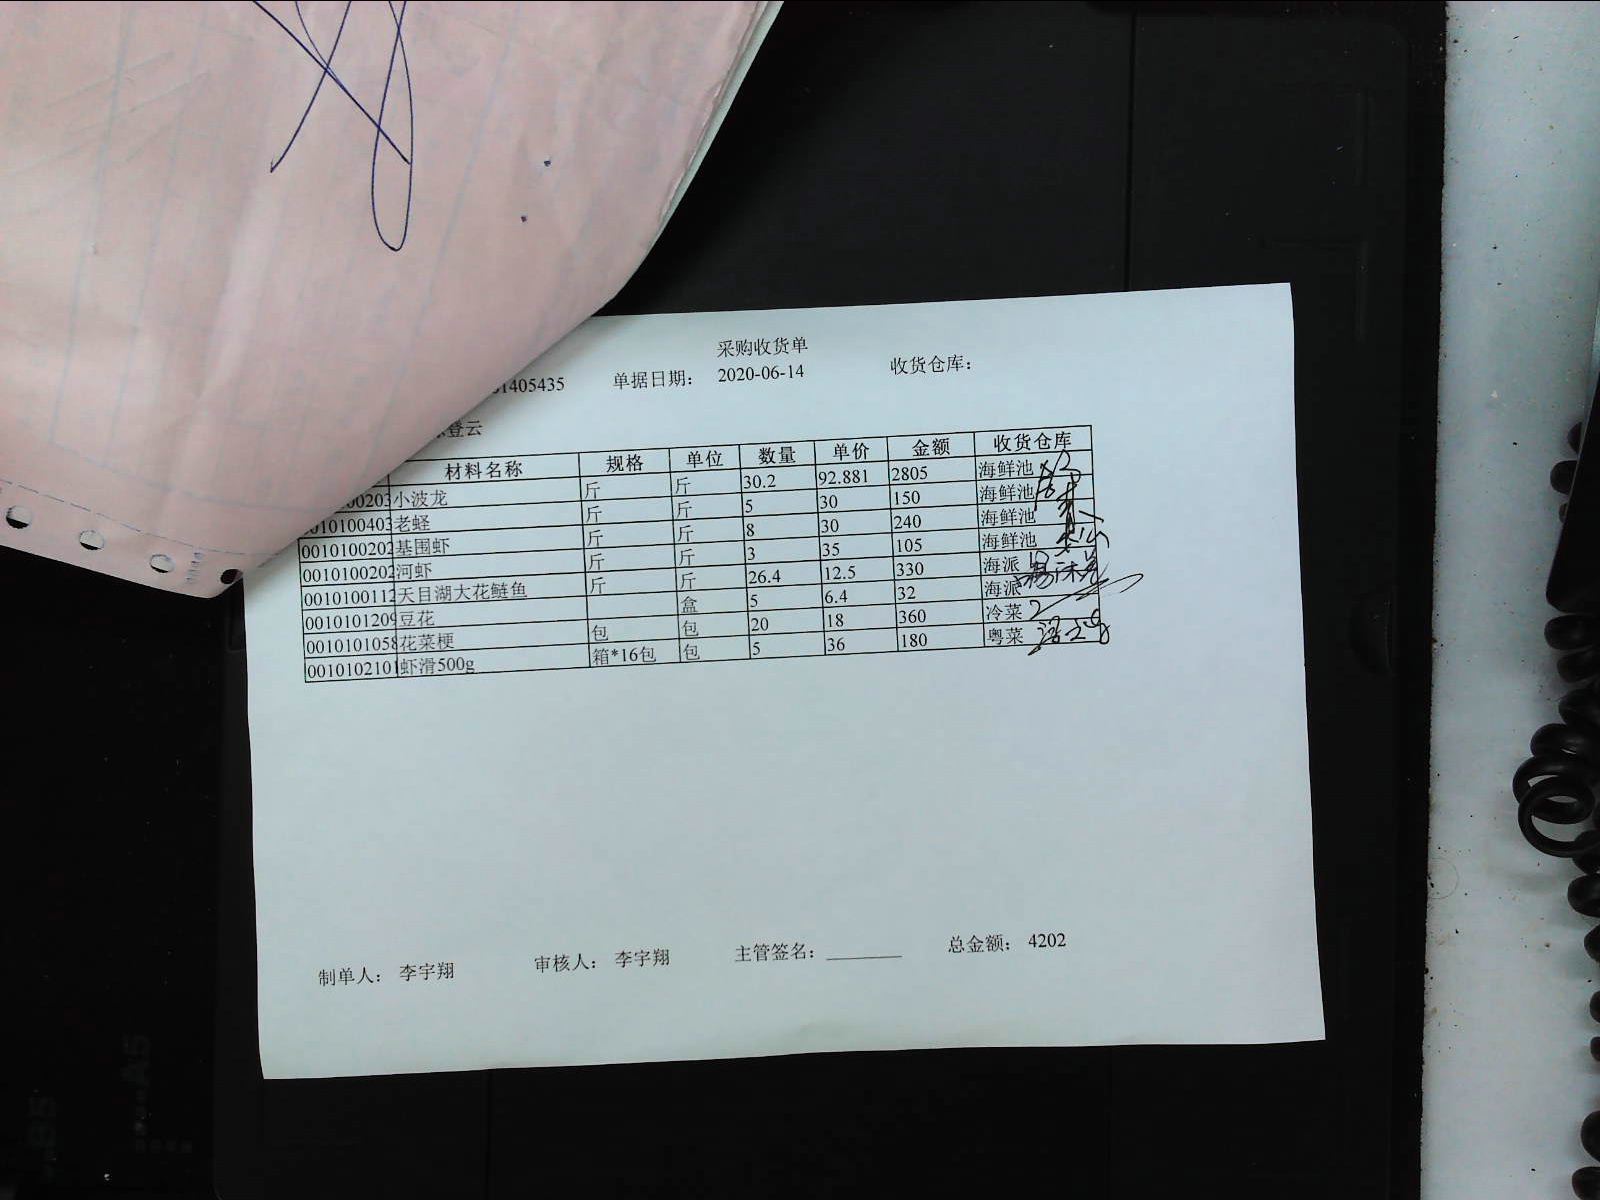 采购收货单
1405435 单据日期： 2020-06-14 收货仓库：
登云
材料名称 规格 单位 数量 单价 金额 收货仓库
00203 小波龙 斤 斤 30.2 92.881 2805 海鲜池
010100403 老蛏 斤 斤 5 30 150 海鲜池
0010100202 基围虾 斤 斤 8 30 240 海鲜池
0010100202 河虾 斤 斤 3 35 105 海鲜池
0010100112 天目湖大花鲢鱼 斤 斤 26.4 12.5 330 海派
0010101209 豆花 盒 5 6.4 32 海派
0010101058 花菜梗 包 包 20 18 360 冷菜
0010102101 虾滑500g 箱*16包 包 5 36 180 粤菜
制单人： 李宇翔 审核人： 李宇翔 主管签名： 总金额： 4202